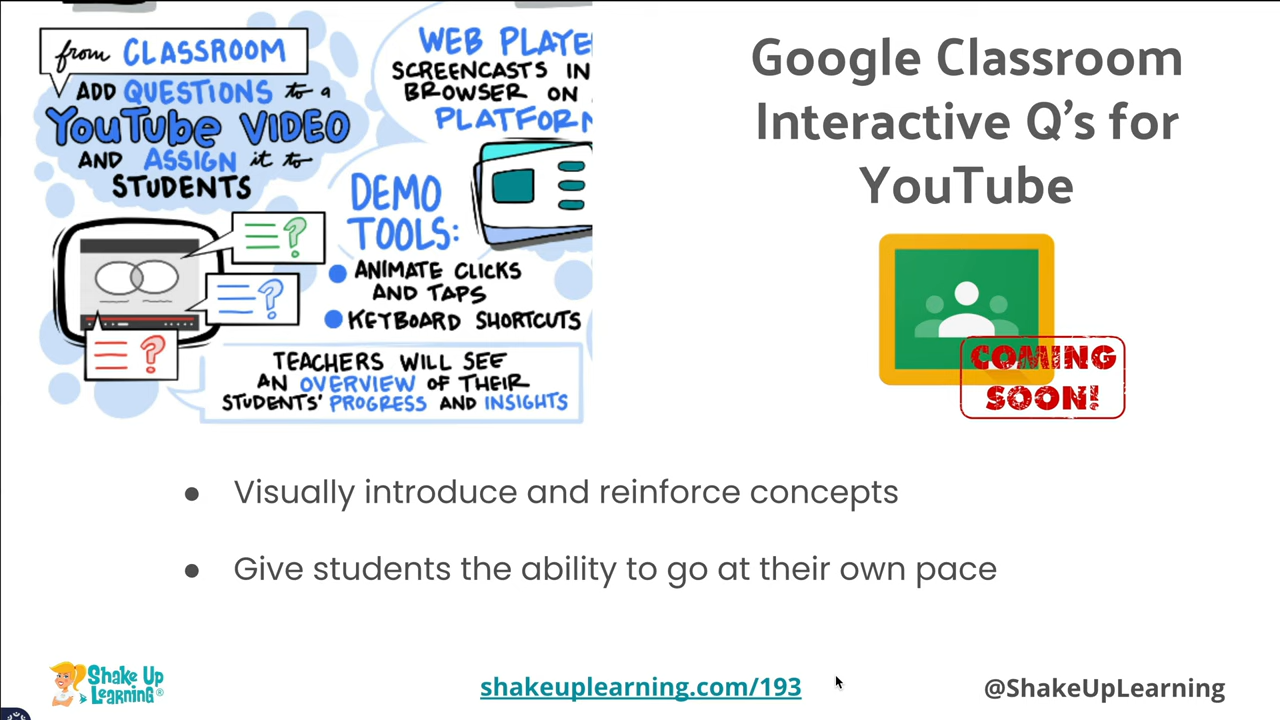 from CLASSROOM
ADD QUESTIONS to a
YouTube VIDEO
AND ASSIGN it to
STUDENTS
WEB PLAYE
SCREENCASTS IN
BROWSER ON
PLATFOR
DEMO
TOOLS:
ANIMATE CLICKS
AND TAPS
KEYBOARD SHORTCUTS
TEACHERS WILL SEE
AN OVERVIEW OF THEIR
STUDENTS' PROGRESS AND INSIGHTS
Google Classroom
Interactive Q's for
YouTube
COMING
SOON!
● Visually introduce and reinforce concepts
● Give students the ability to go at their own pace
Shake Up
Learning®
shakeuplearning.com/193
@ShakeUpLearning